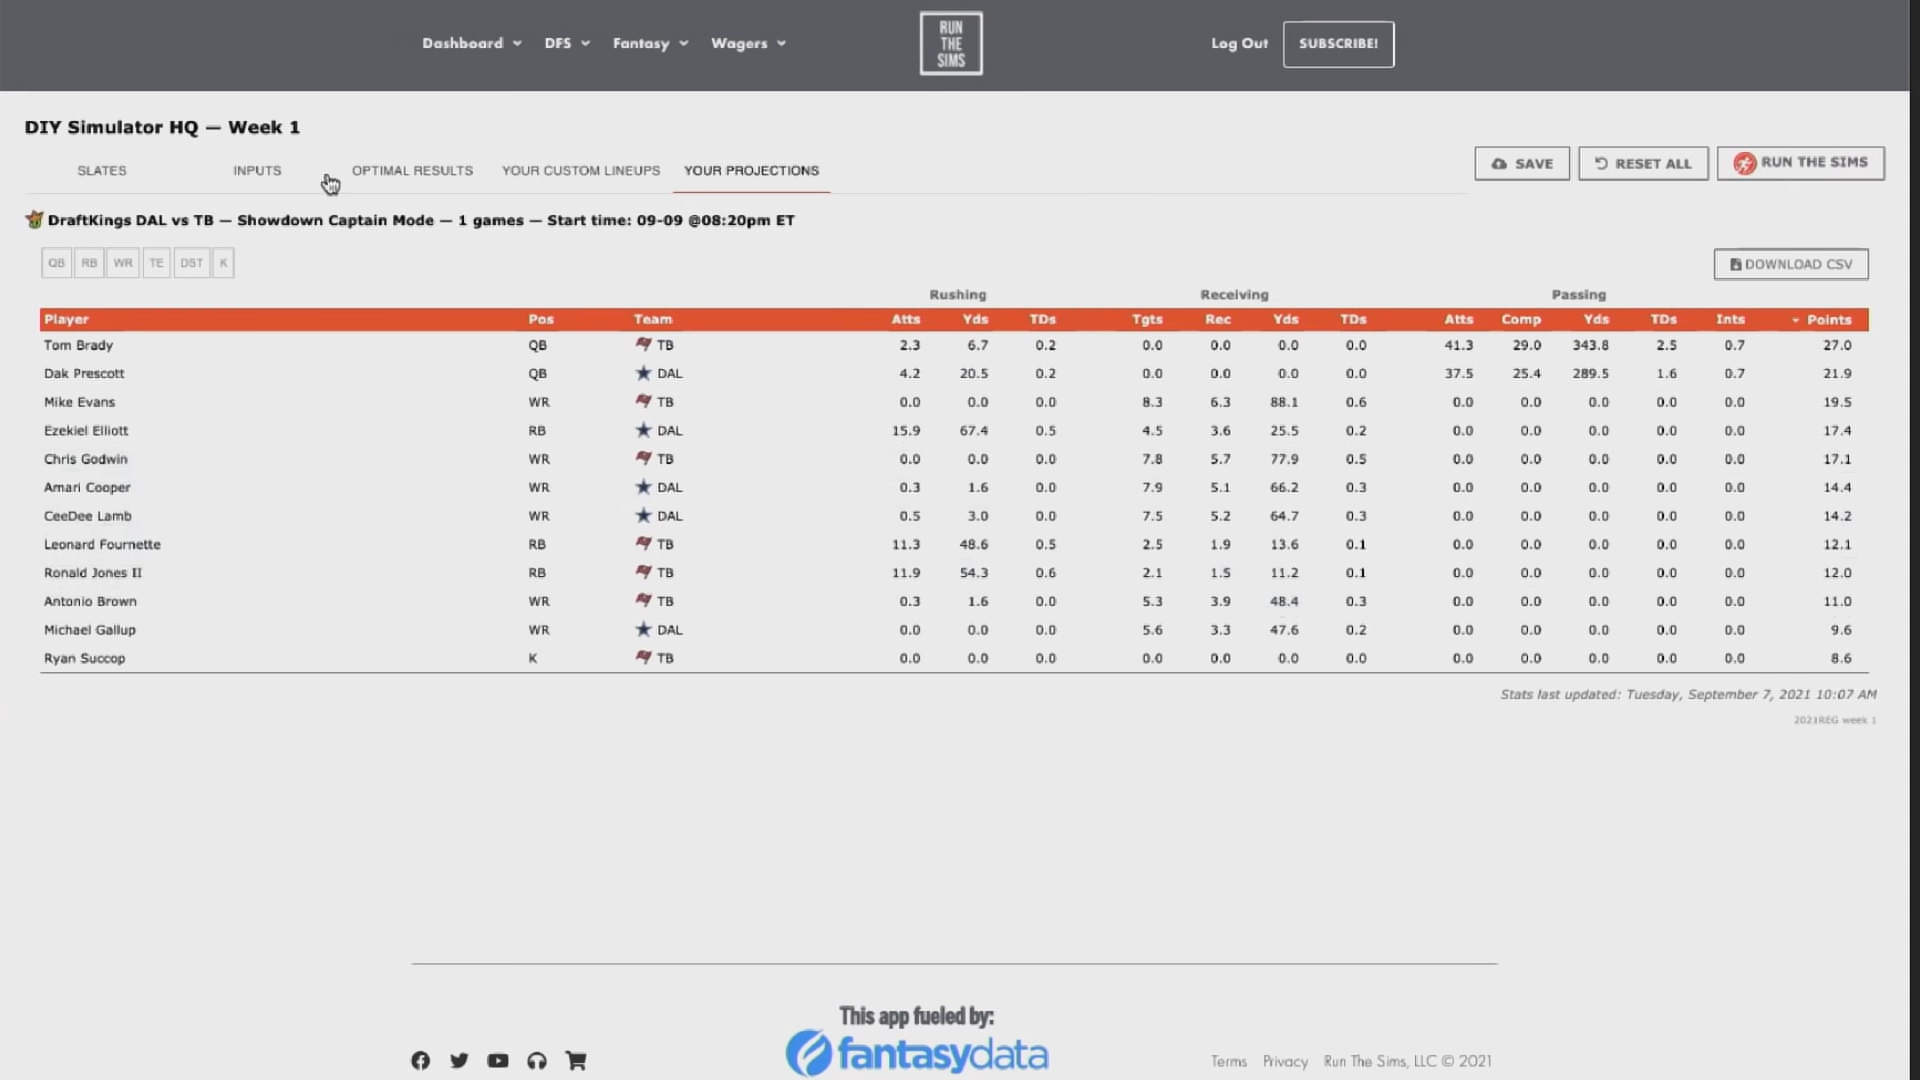 Dashboard DFS Fantasy Wagers RUN THE SIMS Log Out SUBSCRIBE!
DIY Simulator HQ — Week 1
SLATES INPUTS OPTIMAL RESULTS YOUR CUSTOM LINEUPS YOUR PROJECTIONS SAVE RESET ALL RUN THE SIMS
DraftKings DAL vs TB — Showdown Captain Mode — 1 games — Start time: 09-09 @08:20pm ET
QB RB WR TE DST K DOWNLOAD CSV
Rushing Receiving Passing
Player Pos Team Atts Yds TDs Tgts Rec Yds TDs Atts Comp Yds TDs Ints Points
Tom Brady QB TB 2.3 6.7 0.2 0.0 0.0 0.0 0.0 41.3 29.0 343.8 2.5 0.7 27.0
Dak Prescott QB DAL 4.2 20.5 0.2 0.0 0.0 0.0 0.0 37.5 25.4 289.5 1.6 0.7 21.9
Mike Evans WR TB 0.0 0.0 0.0 8.3 6.3 88.1 0.6 0.0 0.0 0.0 0.0 0.0 19.5
Ezekiel Elliott RB DAL 15.9 67.4 0.5 4.5 3.6 25.5 0.2 0.0 0.0 0.0 0.0 0.0 17.4
Chris Godwin WR TB 0.0 0.0 0.0 7.8 5.7 77.9 0.5 0.0 0.0 0.0 0.0 0.0 17.1
Amari Cooper WR DAL 0.3 1.6 0.0 7.9 5.1 66.2 0.3 0.0 0.0 0.0 0.0 0.0 14.4
CeeDee Lamb WR DAL 0.5 3.0 0.0 7.5 5.2 64.7 0.3 0.0 0.0 0.0 0.0 0.0 14.2
Leonard Fournette RB TB 11.3 48.6 0.5 2.5 1.9 13.6 0.1 0.0 0.0 0.0 0.0 0.0 12.1
Ronald Jones II RB TB 11.9 54.3 0.6 2.1 1.5 11.2 0.1 0.0 0.0 0.0 0.0 0.0 12.0
Antonio Brown WR TB 0.3 1.6 0.0 5.3 3.9 48.4 0.3 0.0 0.0 0.0 0.0 0.0 11.0
Michael Gallup WR DAL 0.0 0.0 0.0 5.6 3.3 47.6 0.2 0.0 0.0 0.0 0.0 0.0 9.6
Ryan Succop K TB 0.0 0.0 0.0 0.0 0.0 0.0 0.0 0.0 0.0 0.0 0.0 0.0 8.6
Stats last updated: Tuesday, September 7, 2021 10:07 AM
2021REG week 1
This app fueled by:
fantasydata
Terms Privacy Run The Sims, LLC © 2021